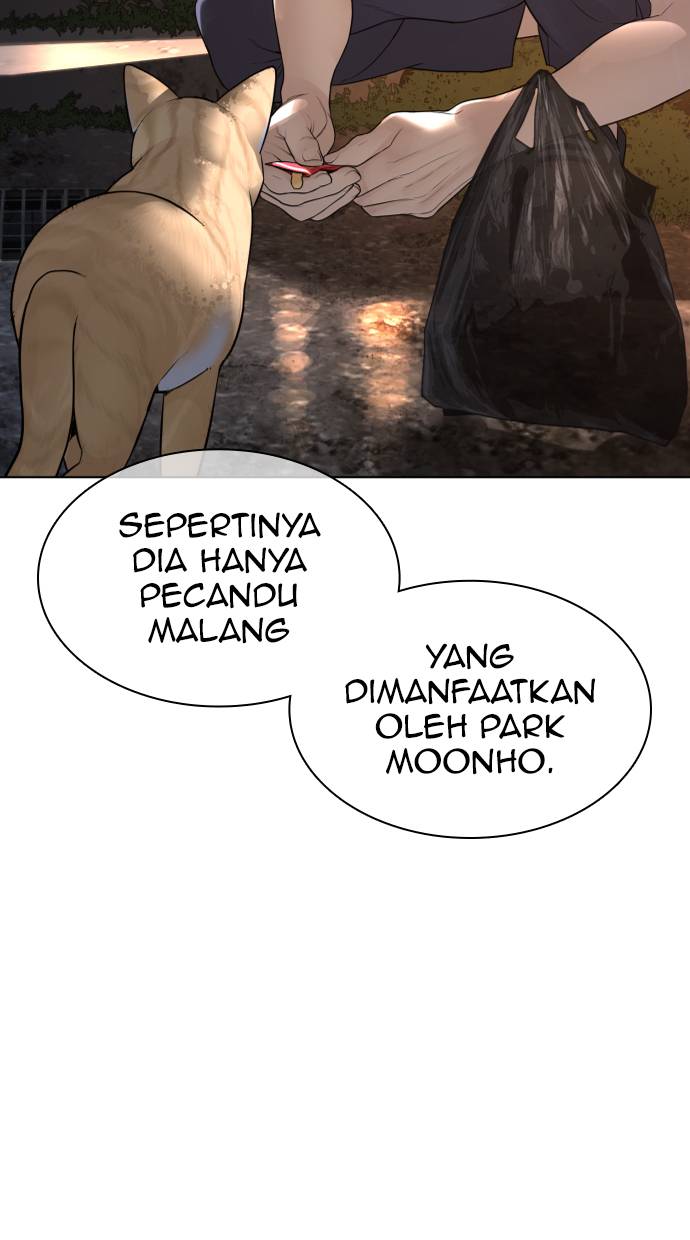 SEPERTINYA
DIA HANYA
PECANDU
MALANG
YANG
DIMANFAATKAN
OLEH PARK
MOONHO.